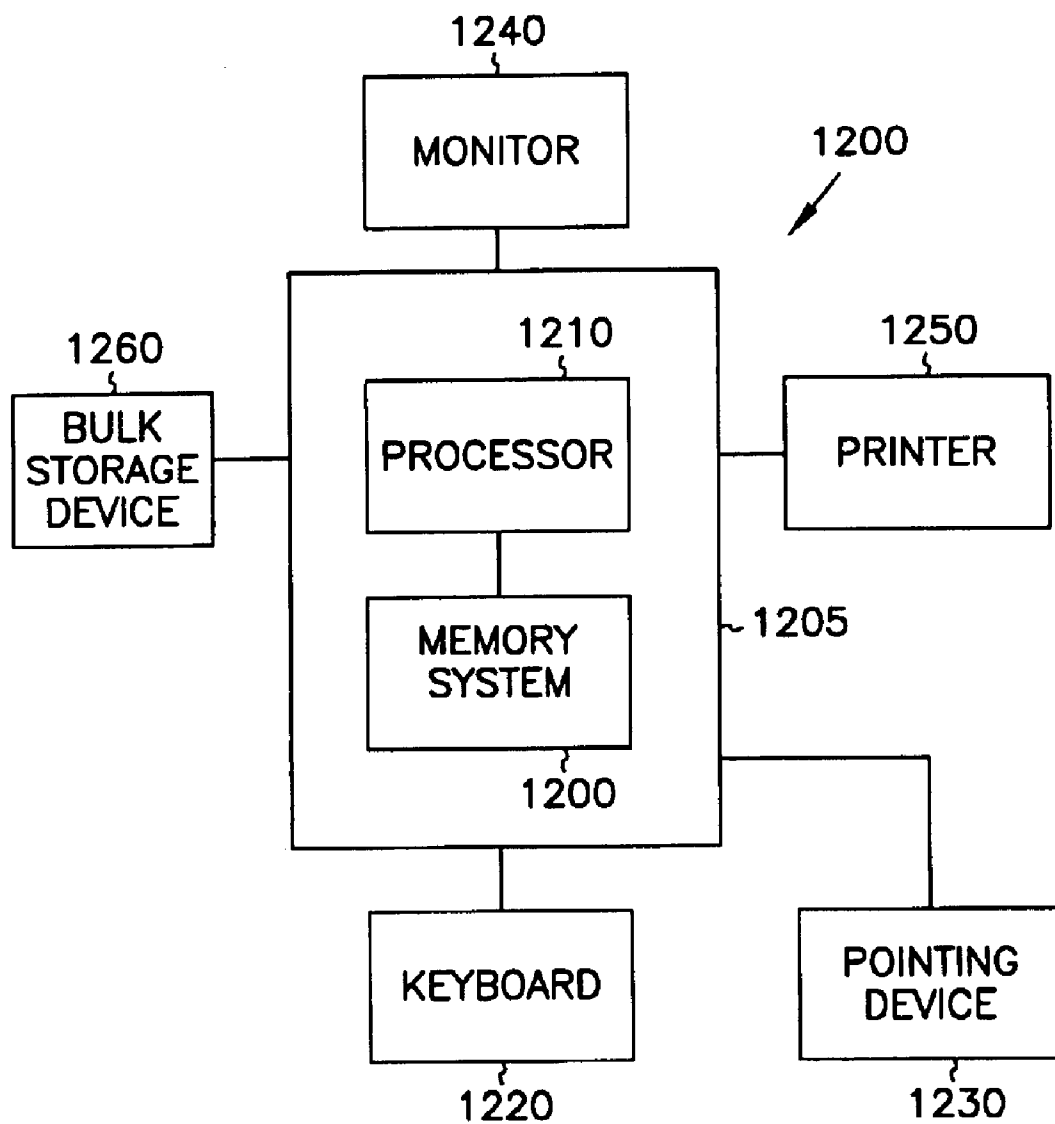 1240
MONITOR
1200
1260
BULK
STORAGE
DEVICE
1210
PROCESSOR
1250
PRINTER
MEMORY
SYSTEM
1205
1200
KEYBOARD
1220
POINTING
DEVICE
1230